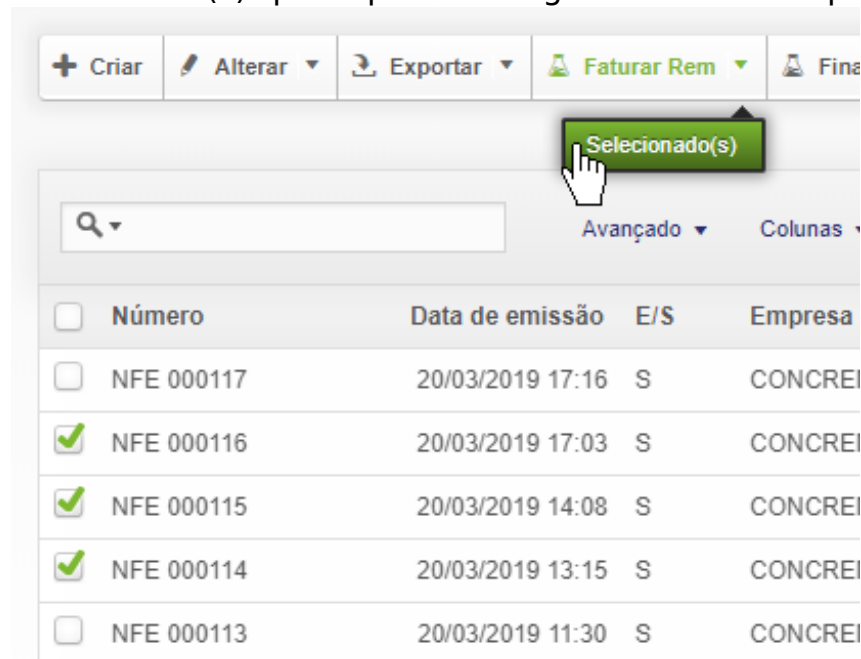 Criar Alterar Exportar Faturar Rem
Selecionado(s)
Avançado Colunas
Número Data de emissão E/S Empresa
NFE 000117 20/03/2019 17:16 S
NFE 000116 20/03/2019 17:03 S
NFE 000115 20/03/2019 14:08 S
NFE 000114 20/03/2019 13:15 S
NFE 000113 20/03/2019 11:30 S